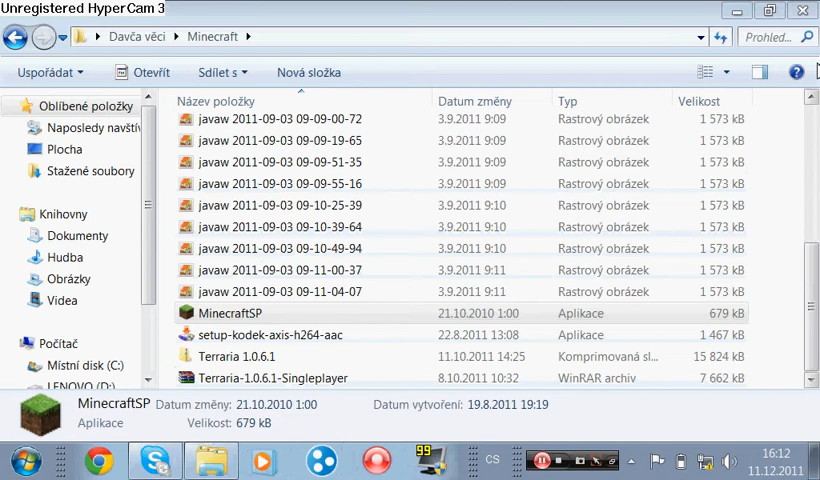 Unregistered HyperCam 3
Davča věci Minecraft Prohled...
Uspořádat Otevřít Sdílet s Nová složka
Oblíbené položky
Naposledy navští
Plocha
Stažené soubory
Knihovny
Dokumenty
Hudba
Obrázky
Videa
Počítač
Místní disk (C:)
LENOVO (D:)
Název položky Datum změny Typ Velikost
javaw 2011-09-03 09-09-00-72 3.9.2011 9:09 Rastrový obrázek 1 573 kB
javaw 2011-09-03 09-09-19-65 3.9.2011 9:09 Rastrový obrázek 1 573 kB
javaw 2011-09-03 09-09-51-35 3.9.2011 9:09 Rastrový obrázek 1 573 kB
javaw 2011-09-03 09-09-55-16 3.9.2011 9:09 Rastrový obrázek 1 573 kB
javaw 2011-09-03 09-10-25-39 3.9.2011 9:10 Rastrový obrázek 1 573 kB
javaw 2011-09-03 09-10-39-64 3.9.2011 9:10 Rastrový obrázek 1 573 kB
javaw 2011-09-03 09-10-49-94 3.9.2011 9:10 Rastrový obrázek 1 573 kB
javaw 2011-09-03 09-11-00-37 3.9.2011 9:11 Rastrový obrázek 1 573 kB
javaw 2011-09-03 09-11-04-07 3.9.2011 9:11 Rastrový obrázek 1 573 kB
MinecraftSP 21.10.2010 1:00 Aplikace 679 kB
setup-kodek-axis-h264-aac 22.8.2011 13:08 Aplikace 1 467 kB
Terraria 1.0.6.1 11.10.2011 14:25 Komprimovaná sl... 15 824 kB
Terraria-1.0.6.1-Singleplayer 8.10.2011 10:32 WinRAR archiv 7 662 kB
MinecraftSP Datum změny: 21.10.2010 1:00 Datum vytvoření: 19.8.2011 19:19
Aplikace Velikost: 679 kB
99 CS 16:12
11.12.2011